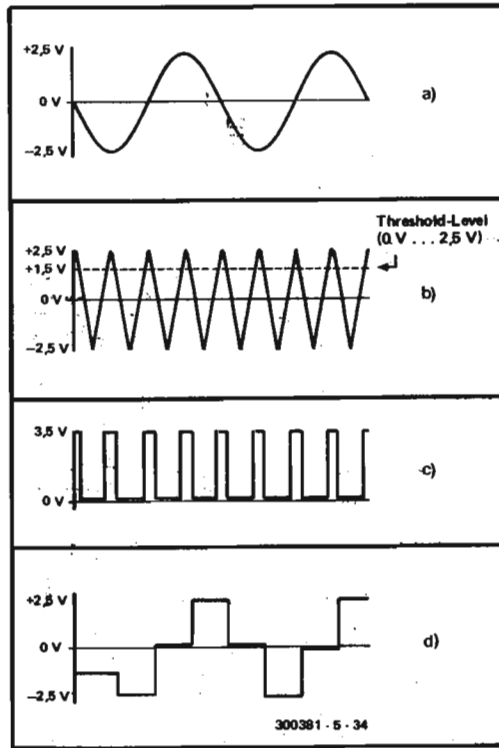 +2,5 V
0 V
−2,5 V
a)
Threshold-Level
(0 V . . . 2,5 V)
+2,5 V
+1,5 V
0 V
−2,5 V
b)
3,5 V
0 V
c)
+2,5 V
0 V
−2,5 V
d)
300381 - 5 - 34